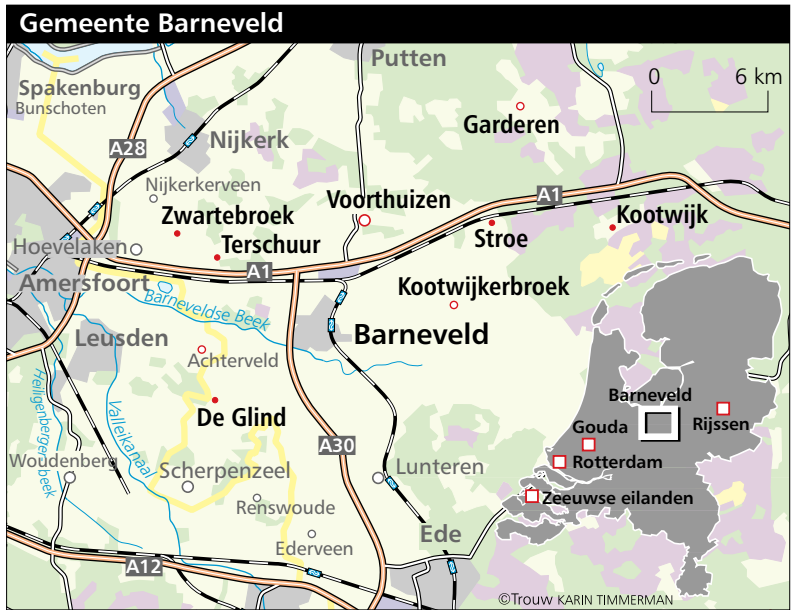 Gemeente Barneveld
Putten
Spakenburg
Bunschoten
0 6 km
Garderen
A28
Nijkerk
Nijkerkerveen
Voorthuizen
A1
Zwartebroek
Kootwijk
Terschuur
Stroe
Hoevelaken
A1
Amersfoort
Kootwijkerbroek
Barneveldse Beek
Leusden
Barneveld
Achterveld
Heiligenbergerbeek
Valleikanaal
De Glind
Barneveld
Gouda
Rijssen
A30
Woudenberg
Scherpenzeel
Lunteren
Rotterdam
Renswoude
Zeeuwse eilanden
Ederveen
Ede
A12
©Trouw KARIN TIMMERMAN